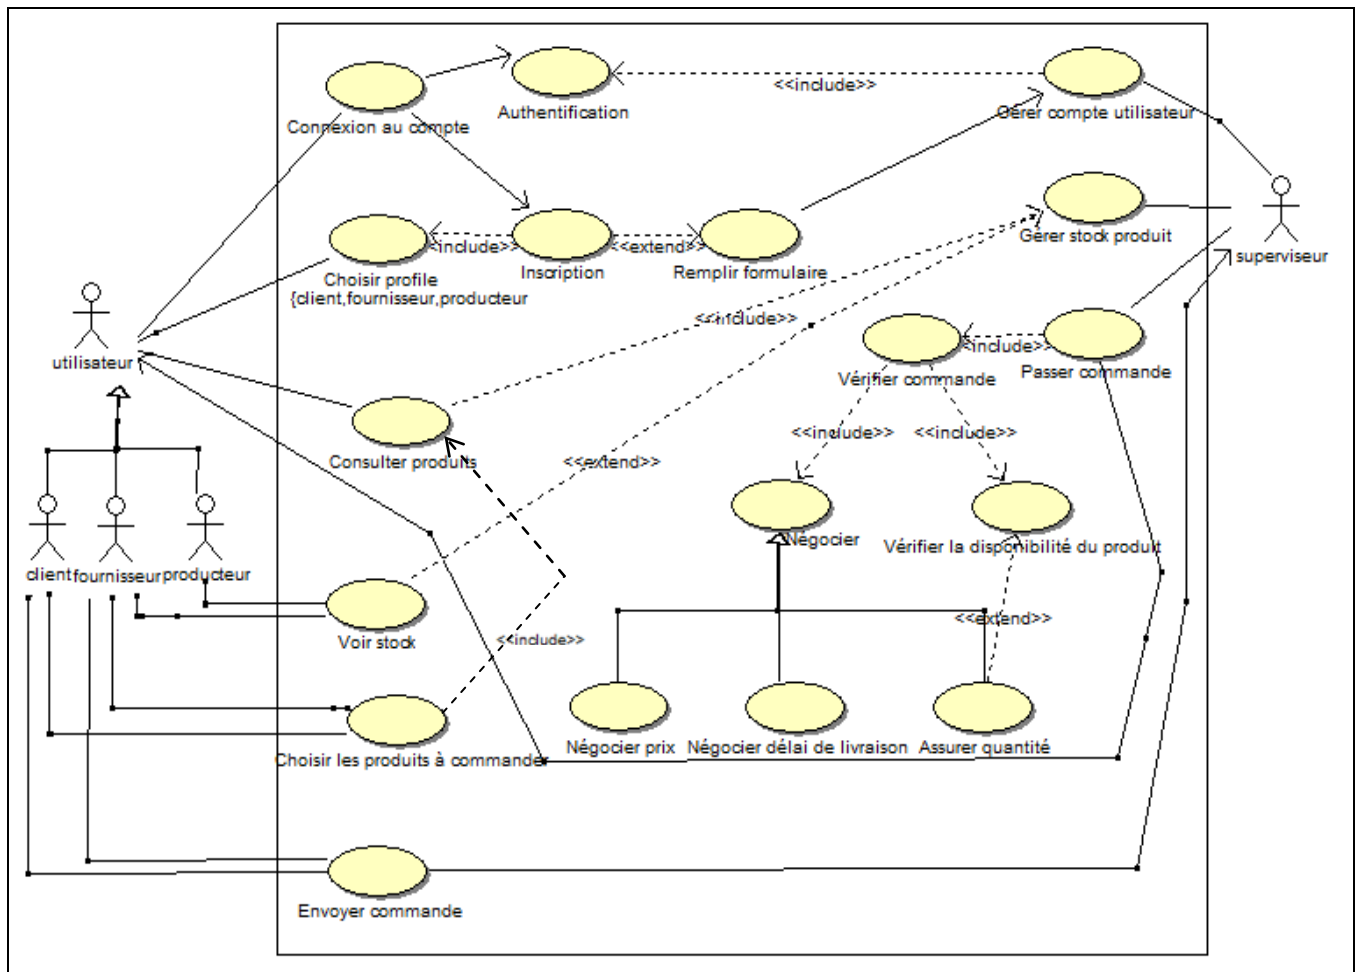 <<include>>
Authentification
Gérer compte utilisateur
Connexion au compte
Gérer stock produit
<<include>>
<<extend>>
Inscription
Remplir formulaire
superviseur
Choisir profile
{client,fournisseur,producteur
<<include>>
utilisateur
<<include>>
Vérifier commande
Passer commande
<<include>>
<<include>>
Consulter produits
<<extend>>
Négocier
Vérifier la disponibilité du produit
client
fournisseur
producteur
<<extend>>
Voir stock
<<include>>
Négocier prix
Négocier délai de livraison
Assurer quantité
Choisir les produits à commander
Envoyer commande